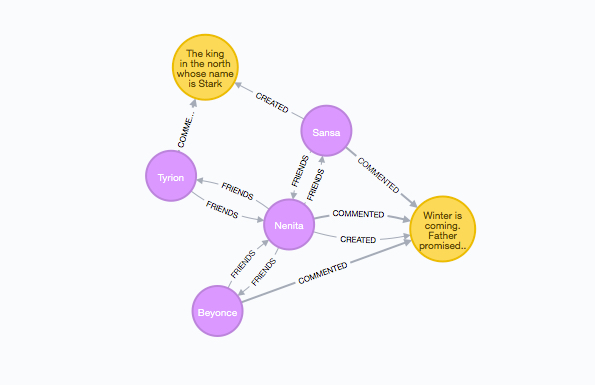 The king
in the north
whose name
is Stark
CREATED
COMME...
Sansa
FRIENDS
FRIENDS
COMMENTED
Tyrion
FRIENDS
FRIENDS
Nenita
COMMENTED
CREATED
Winter is
coming.
Father
promised..
FRIENDS
FRIENDS
COMMENTED
Beyonce